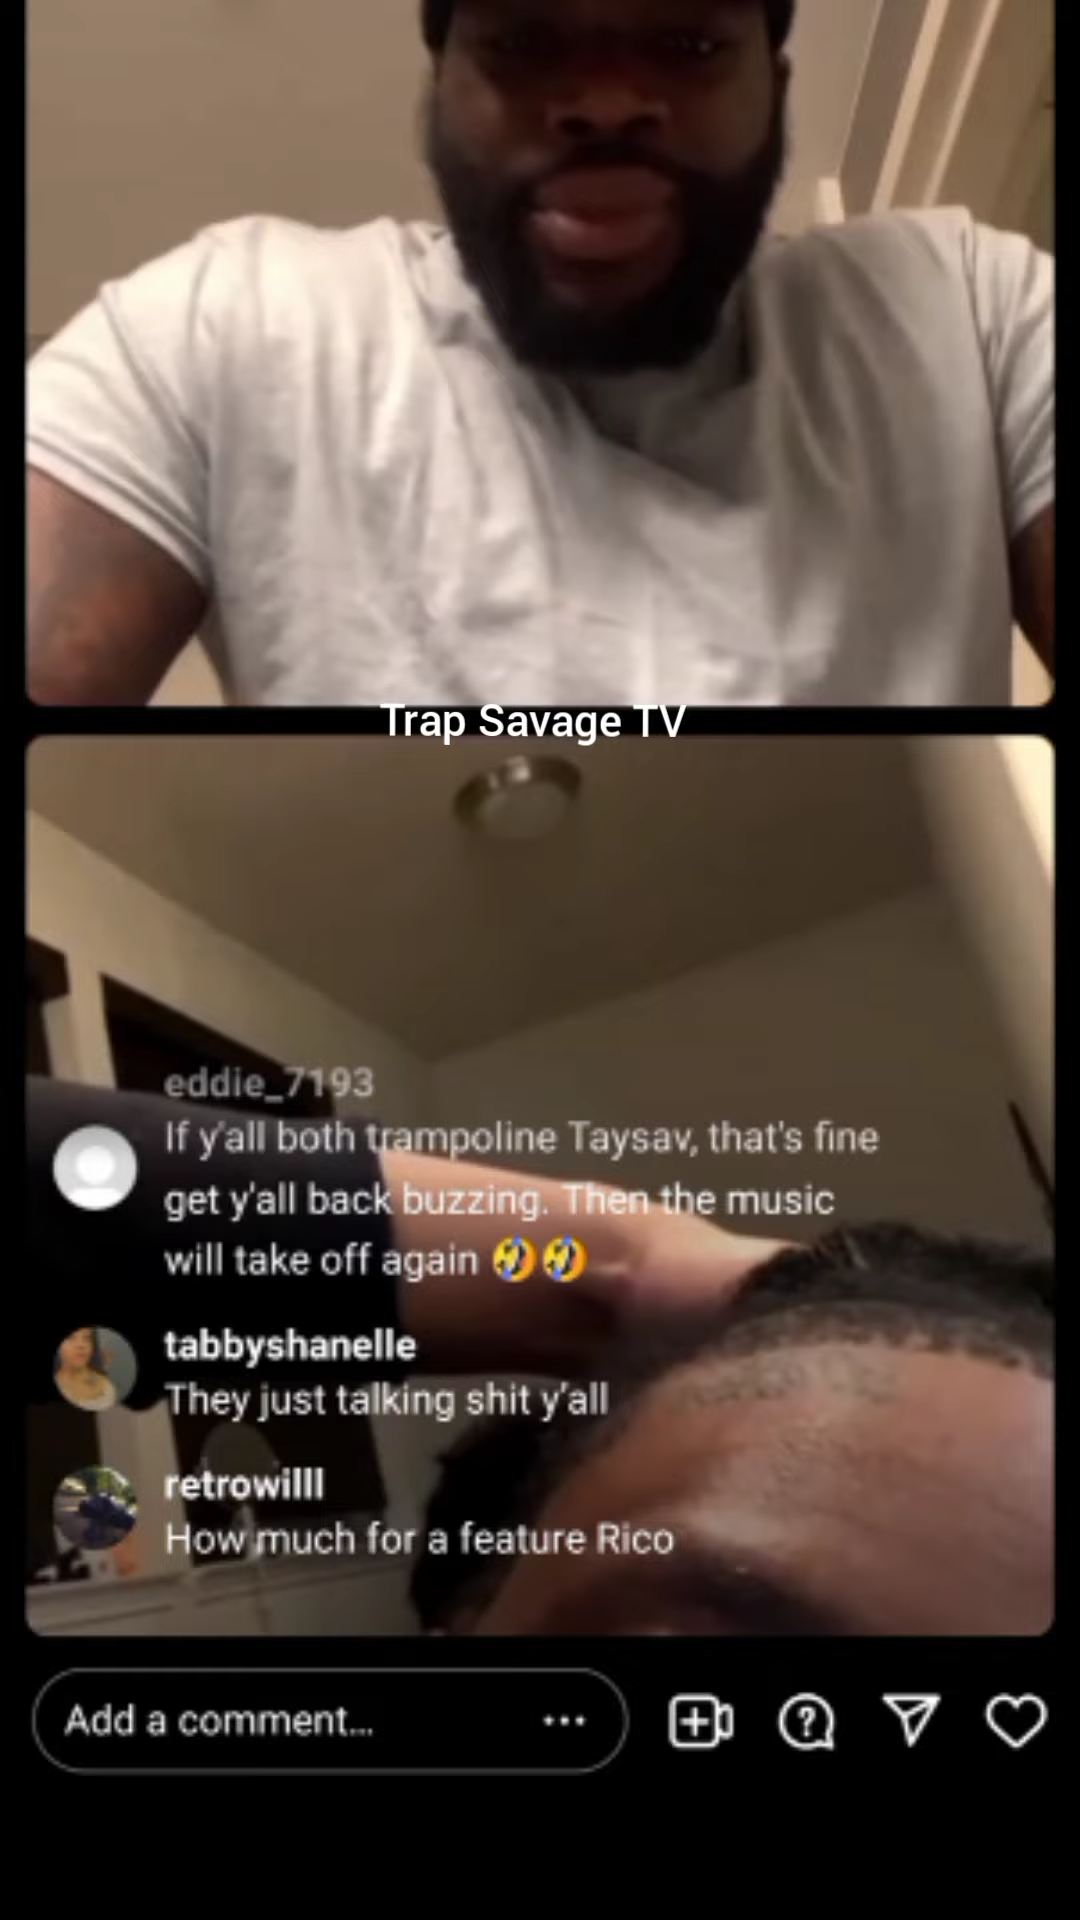 Trap Savage TV
eddie_7193
If y'all both trampoline Taysav, that's fine
get y'all back buzzing. Then the music
will take off again 🤣🤣
tabbyshanelle
They just talking shit y'all
retrowilll
How much for a feature Rico
Add a comment...